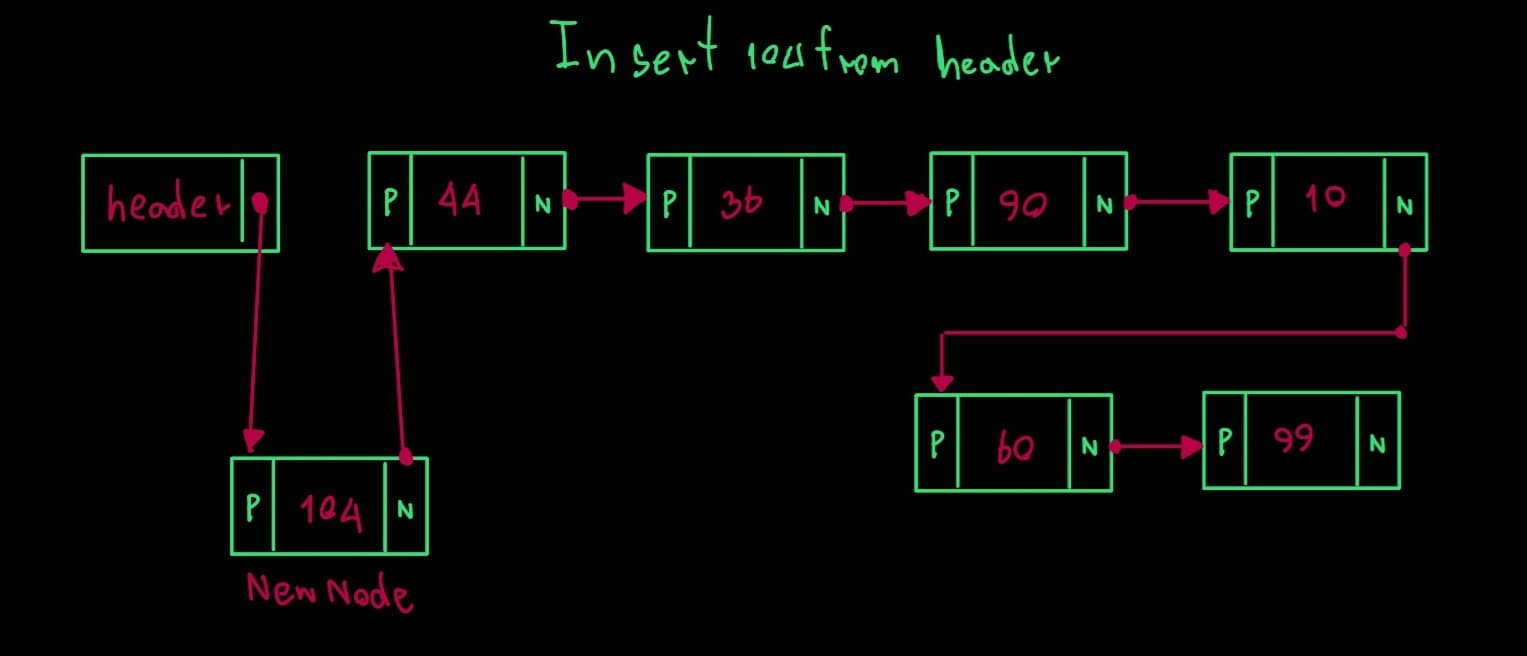 Insert 104 from header
header
P 44 N
P 36 N
P 90 N
P 10 N
P 60 N
P 99 N
P 104 N
New Node